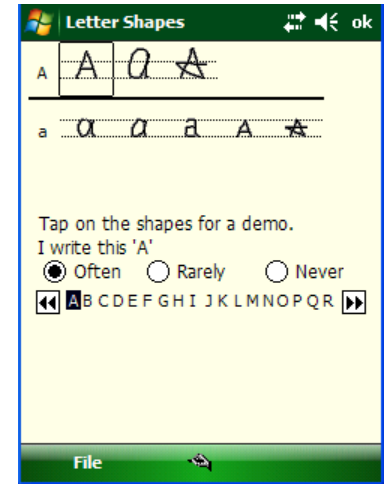 Letter Shapes ok
A A a A
a a a a A A
Tap on the shapes for a demo.
I write this 'A'
Often Rarely Never
A B C D E F G H I J K L M N O P Q R
File